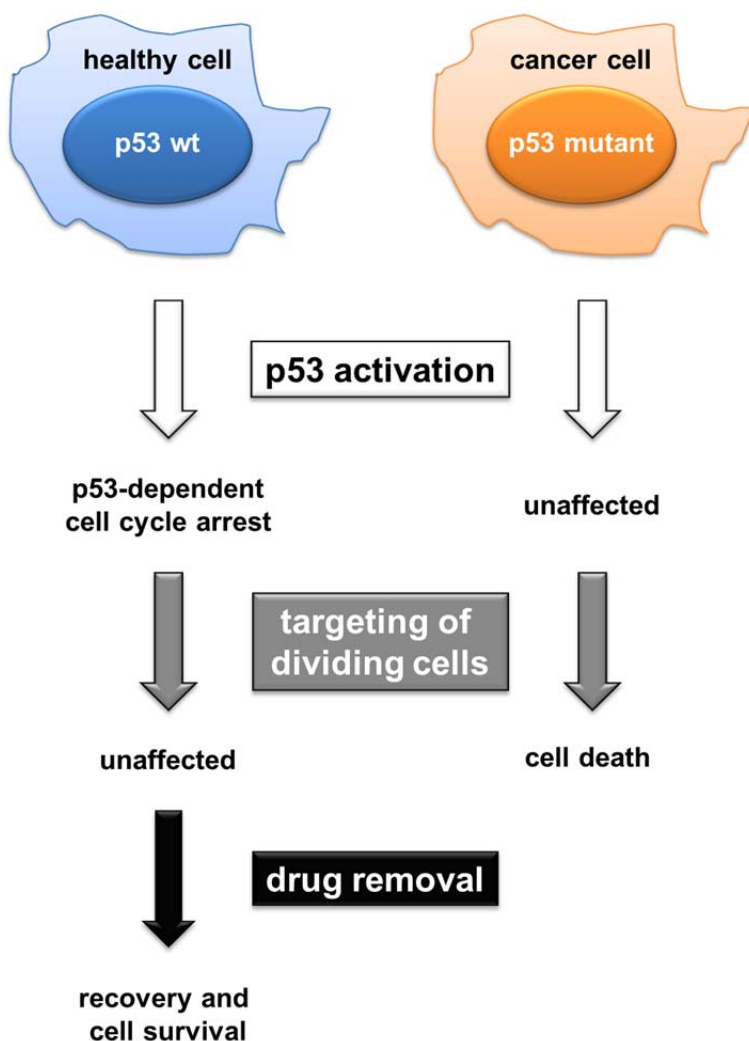 healthy cell
cancer cell
p53 wt
p53 mutant
p53 activation
p53-dependent
cell cycle arrest
unaffected
targeting of
dividing cells
unaffected
cell death
drug removal
recovery and
cell survival